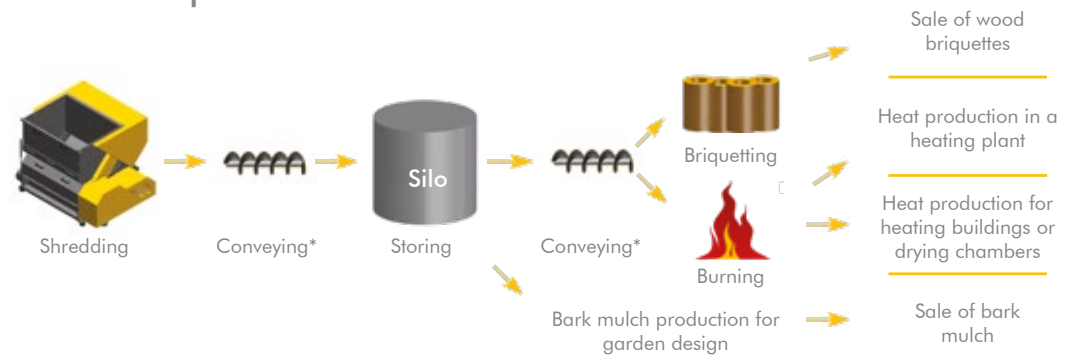 Sale of wood
briquettes
Heat production in a
heating plant
Briquetting
Silo
Heat production for
heating buildings or
drying chambers
Shredding
Conveying*
Storing
Conveying*
Burning
Bark mulch production for
garden design
Sale of bark
mulch